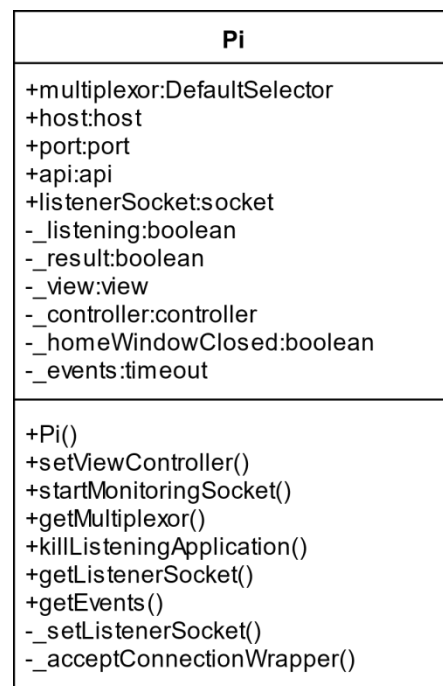 Pi
+multiplexor:DefaultSelector
+host:host
+port:port
+api:api
+listenerSocket:socket
-_listening:boolean
-_result:boolean
-_view:view
-_controller:controller
-_homeWindowClosed:boolean
-_events:timeout
+Pi()
+setViewController()
+startMonitoringSocket()
+getMultiplexor()
+killListeningApplication()
+getListenerSocket()
+getEvents()
-_setListenerSocket()
-_acceptConnectionWrapper()